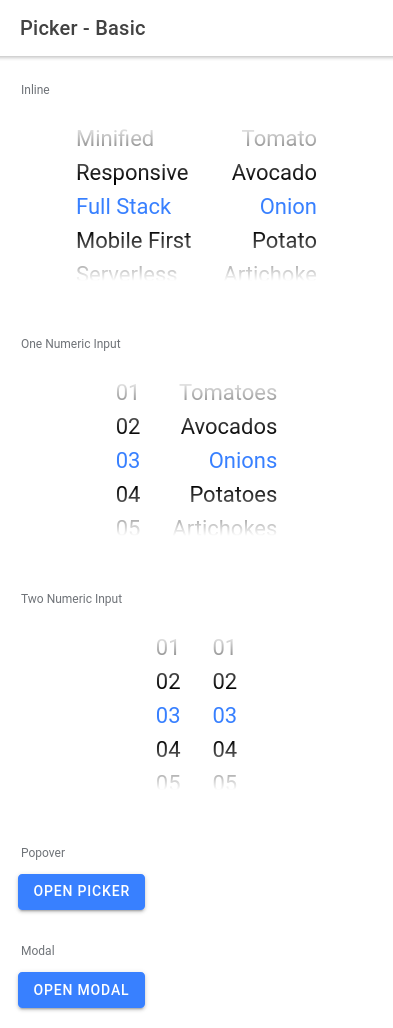 Picker - Basic
Inline
Minified Tomato
Responsive Avocado
Full Stack Onion
Mobile First Potato
Serverless Artichoke
One Numeric Input
01 Tomatoes
02 Avocados
03 Onions
04 Potatoes
05 Artichokes
Two Numeric Input
01 01
02 02
03 03
04 04
05 05
Popover
OPEN PICKER
Modal
OPEN MODAL